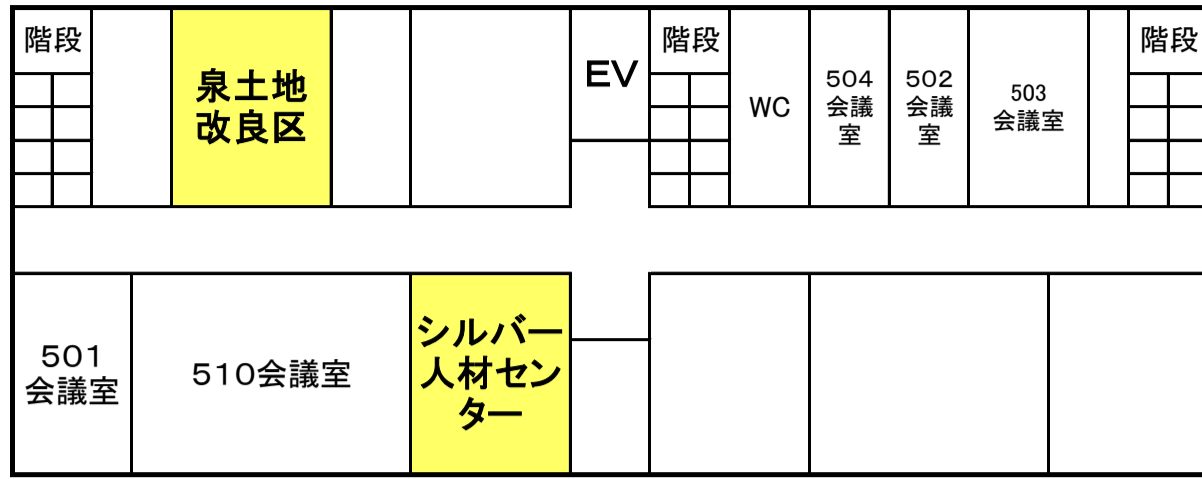 階段
泉土地
改良区
EV
階段
WC
504
会議
室
502
会議
室
503
会議室
階段
501
会議室
510会議室
シルバー
人材セン
ター